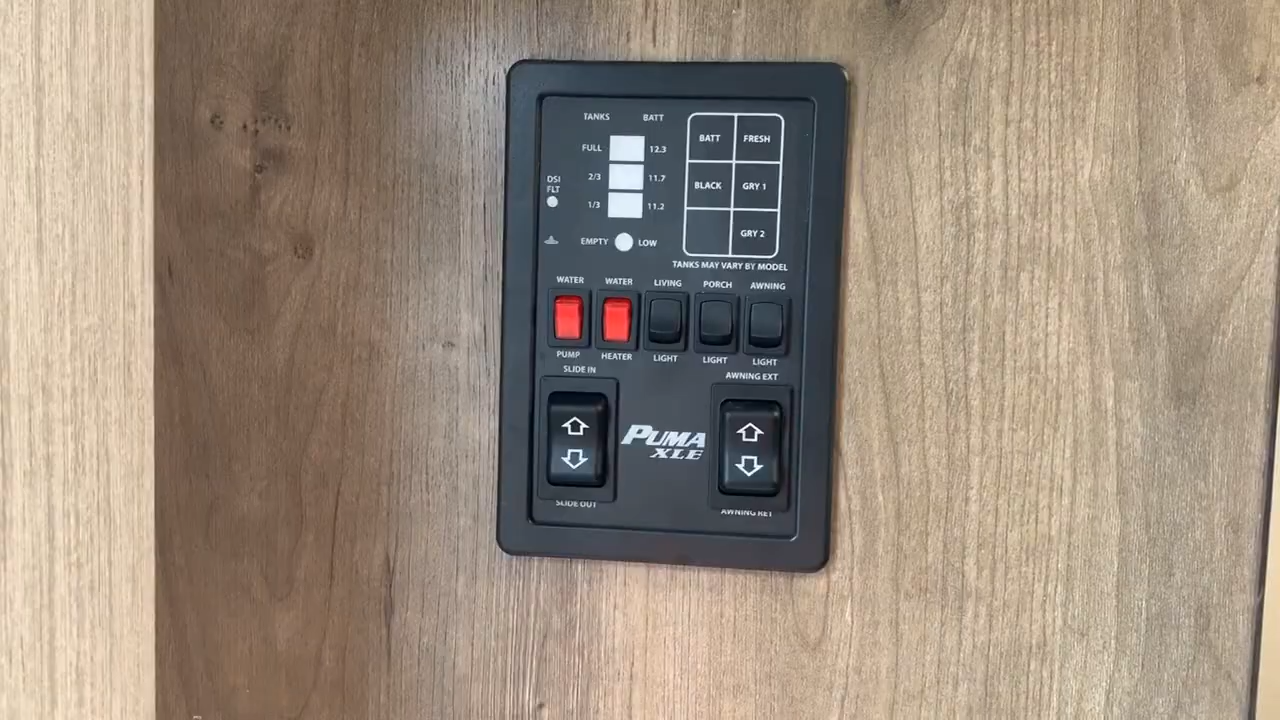 TANKS BATT
FULL 12.3
2/3 11.7
1/3 11.2
EMPTY LOW
DSI
FLT
BATT FRESH
BLACK GRY 1
GRY 2
TANKS MAY VARY BY MODEL
WATER WATER LIVING PORCH AWNING
PUMP HEATER LIGHT LIGHT LIGHT
SLIDE IN AWNING EXT
PUMA
XLE
SLIDE OUT AWNING RET